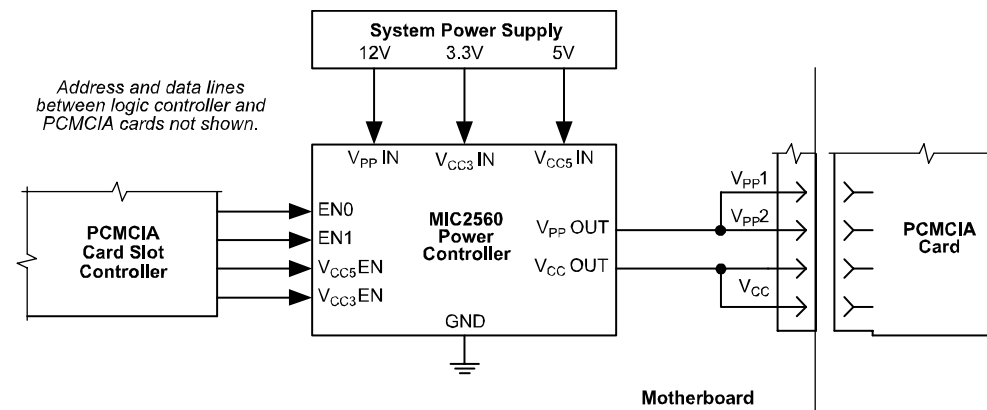 System Power Supply
12V 3.3V 5V
Address and data lines
between logic controller and
PCMCIA cards not shown.
VPP IN VCC3 IN VCC5 IN
PCMCIA
Card Slot
Controller
EN0
EN1
VCC5 EN
VCC3 EN
MIC2560
Power
Controller
VPP OUT
VCC OUT
GND
VPP1
VPP2
VCC
PCMCIA
Card
Motherboard